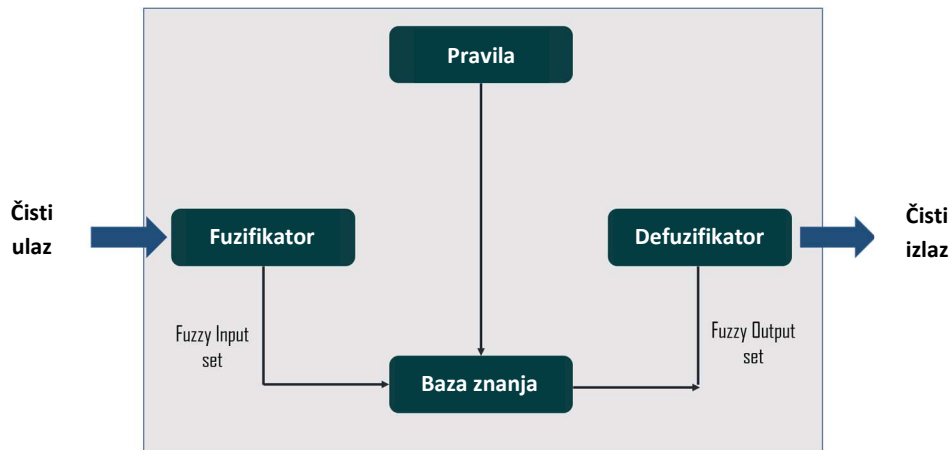 Pravila
Čisti
ulaz
Fuzifikator
Defuzifikator
Čisti
izlaz
Fuzzy Input
set
Fuzzy Output
set
Baza znanja